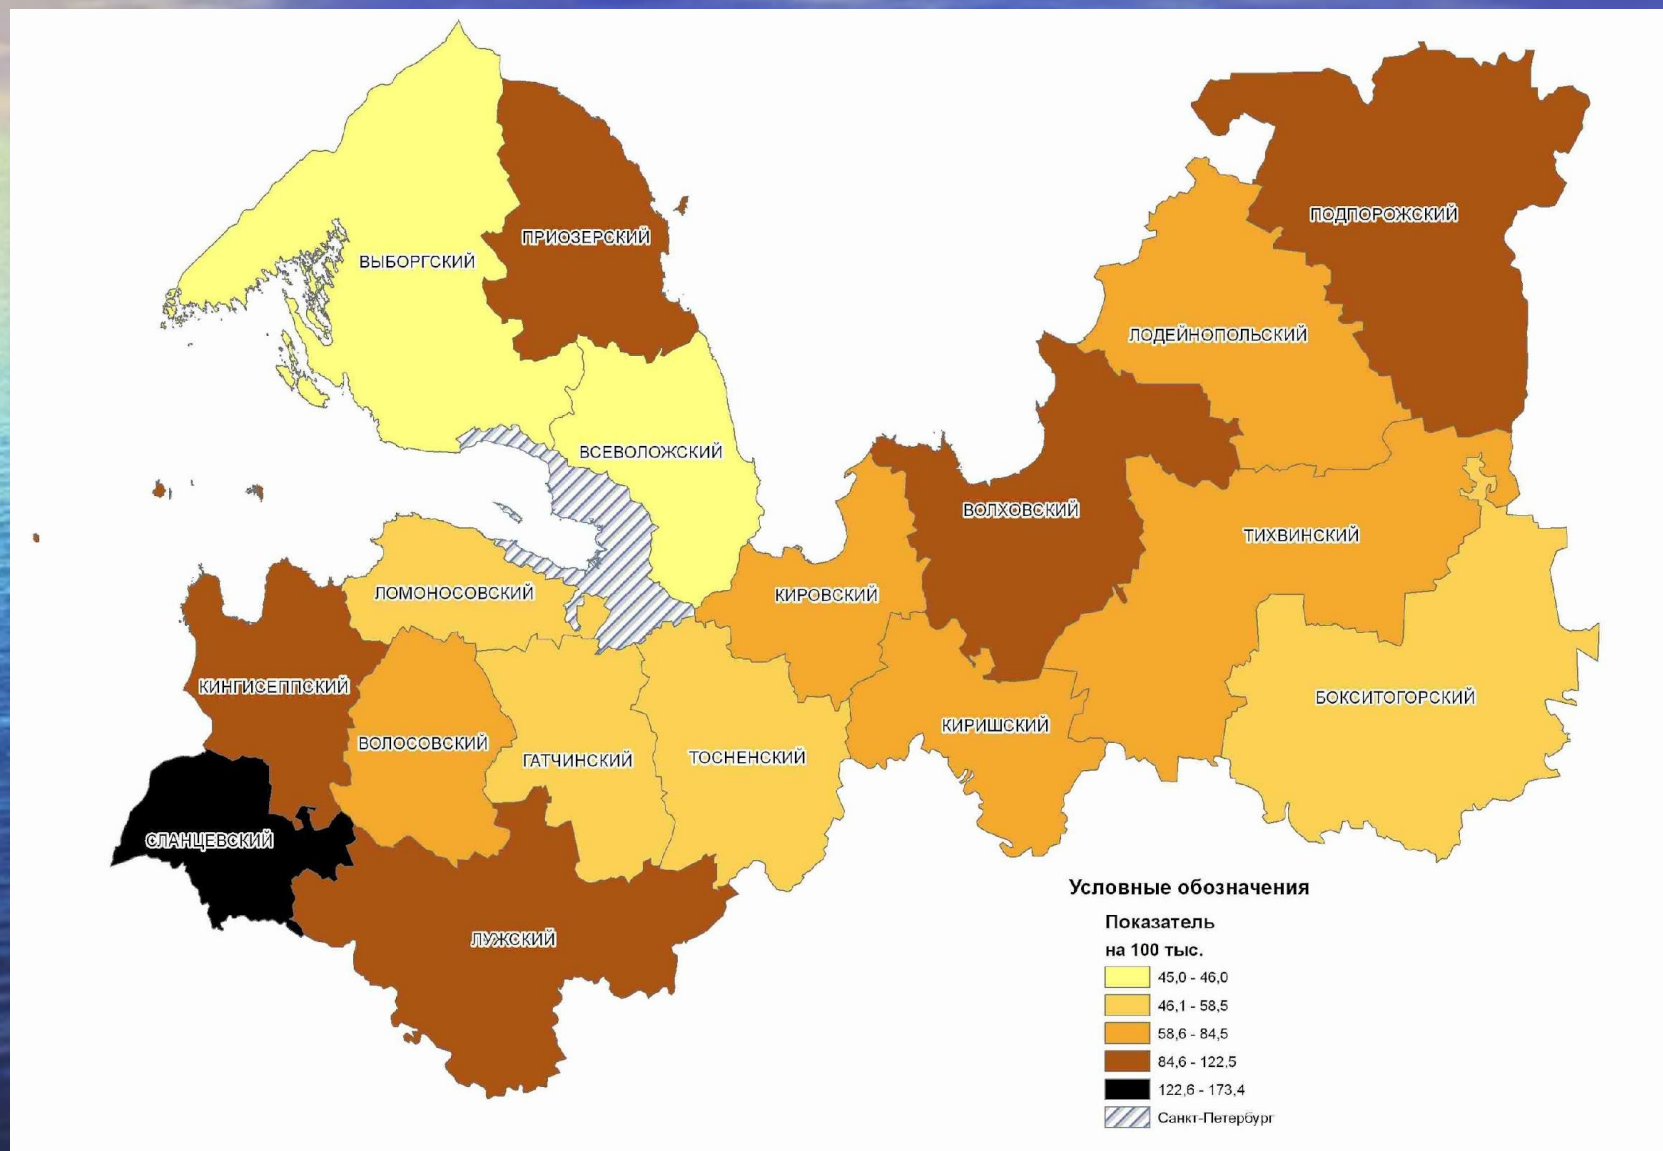 ПОДПОРОЖСКИЙ
ПРИОЗЕРСКИЙ
ВЫБОРГСКИЙ
ЛОДЕЙНОПОЛЬСКИЙ
ВСЕВОЛОЖСКИЙ
ВОЛХОВСКИЙ
ТИХВИНСКИЙ
ЛОМОНОСОВСКИЙ
КИРОВСКИЙ
КИНГИСЕППСКИЙ
БОКСИТОГОРСКИЙ
КИРИШСКИЙ
ВОЛОСОВСКИЙ
ГАТЧИНСКИЙ
ТОСНЕНСКИЙ
СЛАНЦЕВСКИЙ
ЛУЖСКИЙ
Условные обозначения
Показатель
на 100 тыс.
45,0 - 46,0
46,1 - 58,5
58,6 - 84,5
84,6 - 122,5
122,6 - 173,4
Санкт-Петербург